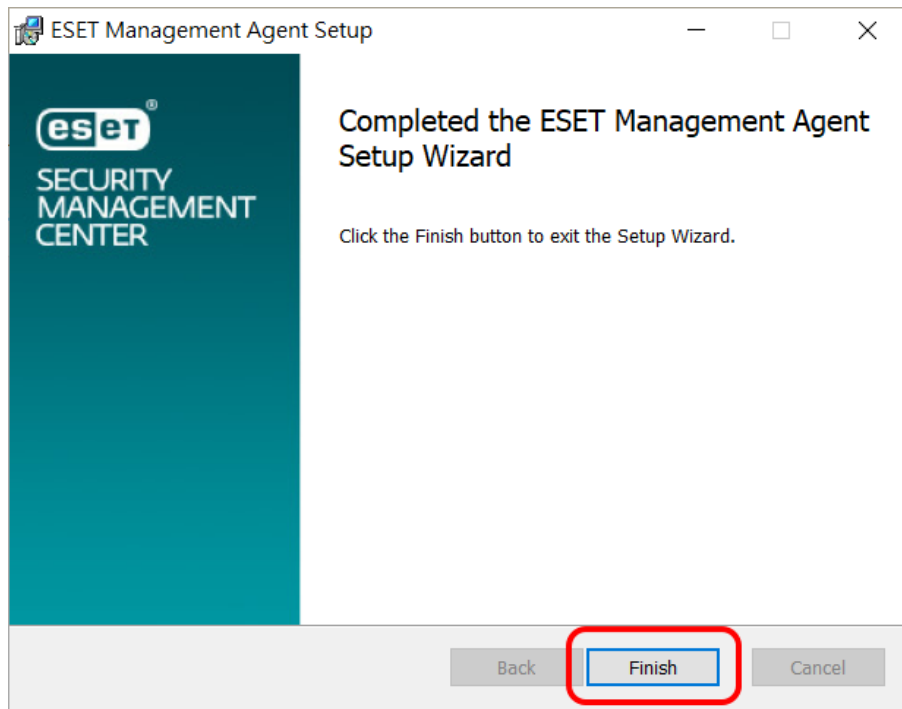 ESET Management Agent Setup
eset®
SECURITY
MANAGEMENT
CENTER
Completed the ESET Management Agent
Setup Wizard
Click the Finish button to exit the Setup Wizard.
Back
Finish
Cancel